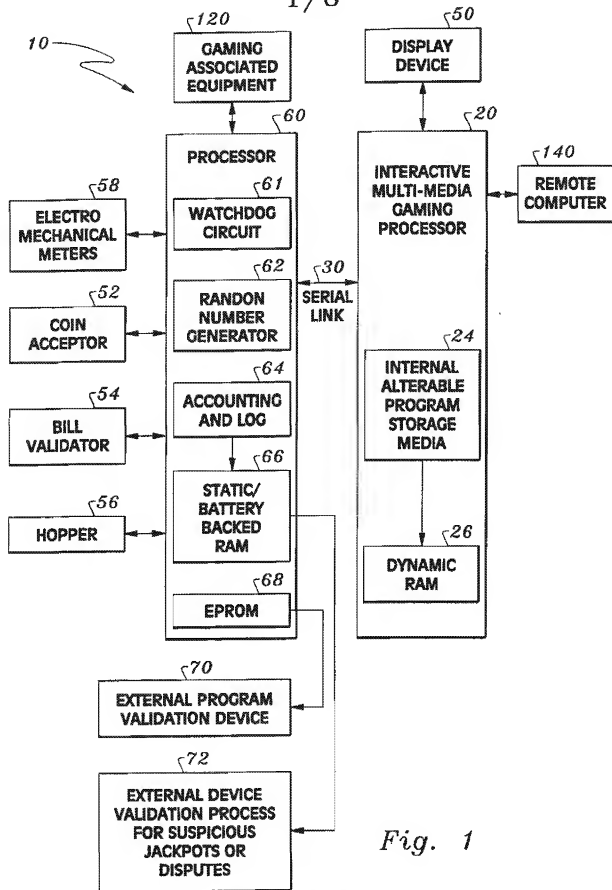 1/8
10
120
GAMING
ASSOCIATED
EQUIPMENT
50
DISPLAY
DEVICE
60
PROCESSOR
20
INTERACTIVE
MULTI-MEDIA
GAMING
PROCESSOR
140
REMOTE
COMPUTER
58
ELECTRO
MECHANICAL
METERS
61
WATCHDOG
CIRCUIT
30
SERIAL
LINK
52
COIN
ACCEPTOR
62
RANDON
NUMBER
GENERATOR
24
INTERNAL
ALTERABLE
PROGRAM
STORAGE
MEDIA
54
BILL
VALIDATOR
64
ACCOUNTING
AND LOG
56
HOPPER
66
STATIC/
BATTERY
BACKED
RAM
26
DYNAMIC
RAM
68
EPROM
70
EXTERNAL PROGRAM
VALIDATION DEVICE
72
EXTERNAL DEVICE
VALIDATION PROCESS
FOR SUSPICIOUS
JACKPOTS OR
DISPUTES
Fig. 1